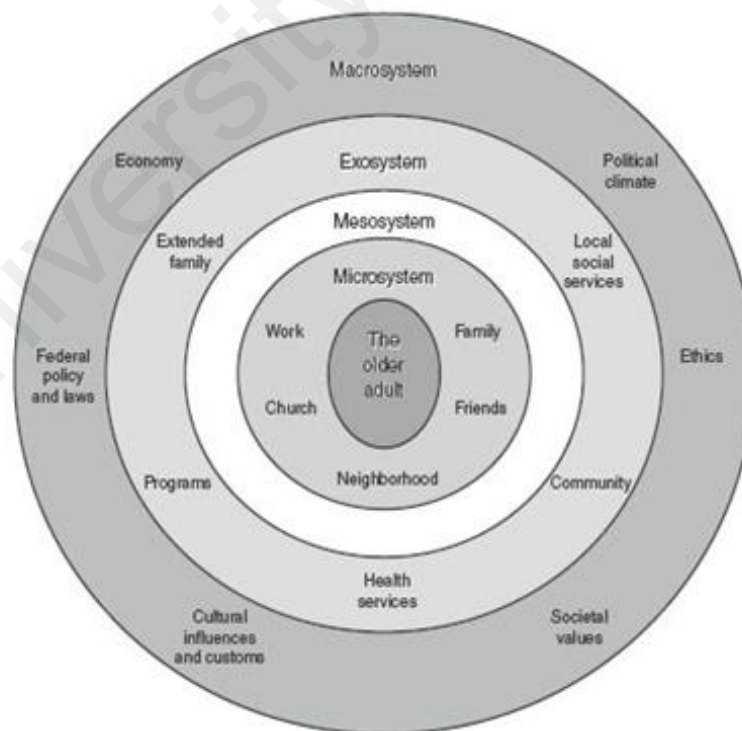 Macrosystem
Economy
Exosystem
Political
climate
Mesosystem
Extended
family
Local
social
services
Microsystem
Work
The
older
adult
Family
Federal
policy
and laws
Ethics
Church
Friends
Neighborhood
Programs
Community
Health
services
Cultural
influences
and customs
Societal
values